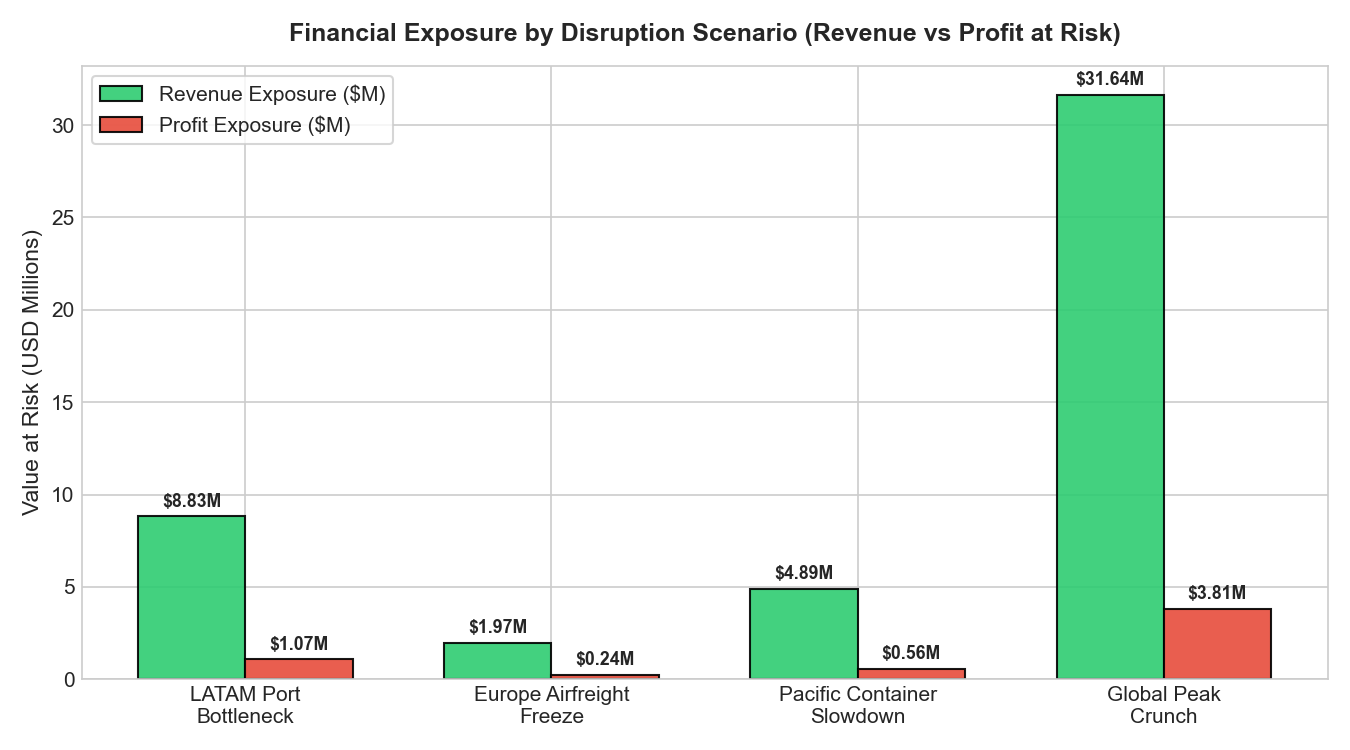 Financial Exposure by Disruption Scenario (Revenue vs Profit at Risk)
Revenue Exposure ($M)
Profit Exposure ($M)
Value at Risk (USD Millions)
30
25
20
15
10
5
0
$8.83M
$1.07M
$1.97M
$0.24M
$4.89M
$0.56M
$31.64M
$3.81M
LATAM Port
Bottleneck
Europe Airfreight
Freeze
Pacific Container
Slowdown
Global Peak
Crunch